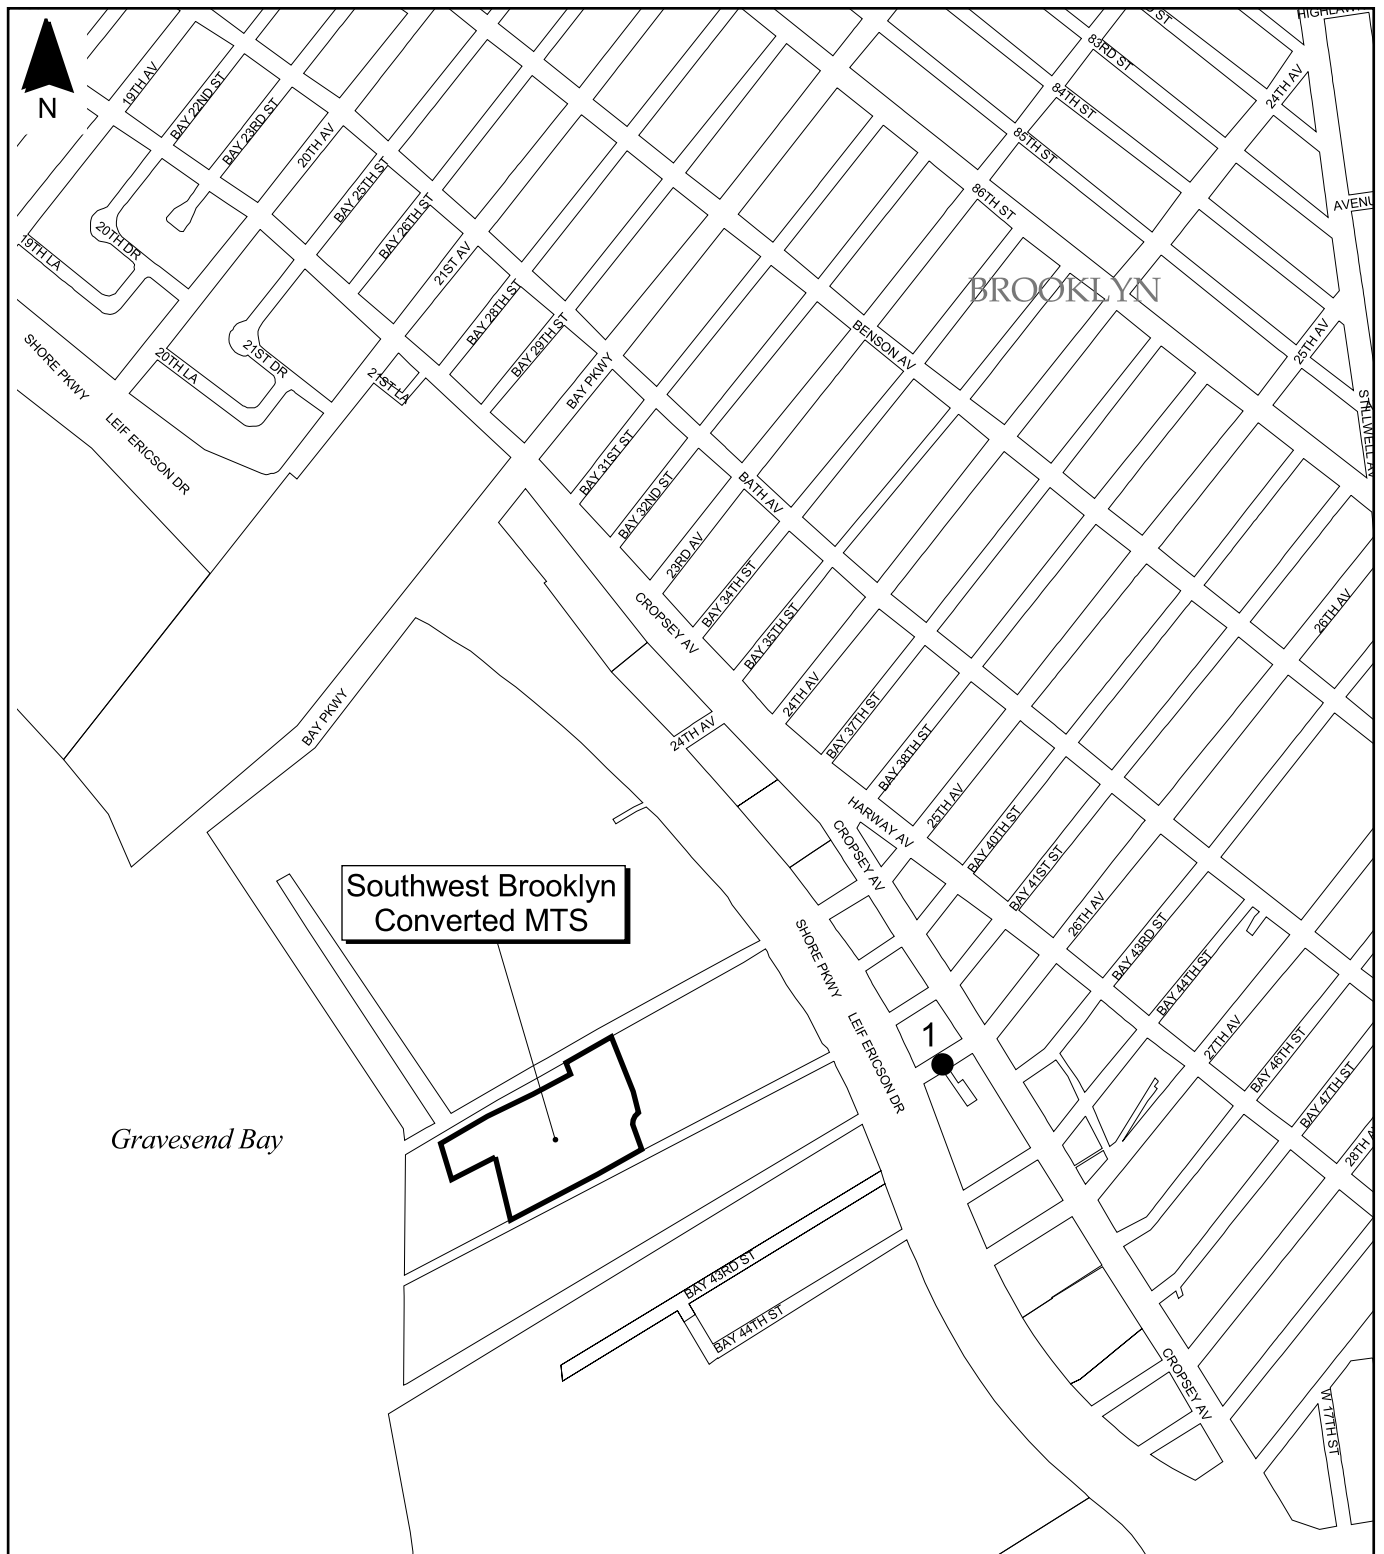 N
19TH AV
BAY 22ND ST
BAY 23RD ST
20TH AV
BAY 25TH ST
BAY 26TH ST
21ST AV
BAY 28TH ST
BAY 29TH ST
BAY PKWY
BAY 31ST ST
BAY 32ND ST
23RD AV
BAY 34TH ST
BAY 35TH ST
24TH AV
BAY 37TH ST
BAY 38TH ST
25TH AV
BAY 40TH ST
BAY 41ST ST
26TH AV
BAY 43RD ST
BAY 44TH ST
27TH AV
BAY 46TH ST
BAY 47TH ST
28TH A
83RD ST
84TH ST
85TH ST
86TH ST
24TH AV
AVENU
25TH AV
STILLWELL AV
26TH AV
BROOKLYN
BENSON AV
BATH AV
CROPSEY AV
HARWAY AV
CROPSEY AV
24TH AV
19TH LA
20TH DR
20TH LA
21ST DR
21ST LA
SHORE PKWY
LEIF ERICSON DR
BAY PKWY
Southwest Brooklyn
Converted MTS
SHORE PKWY
LEIF ERICSON DR
1
Gravesend Bay
BAY 43RD ST
BAY 44TH ST
CROPSEY AV
W 17TH ST